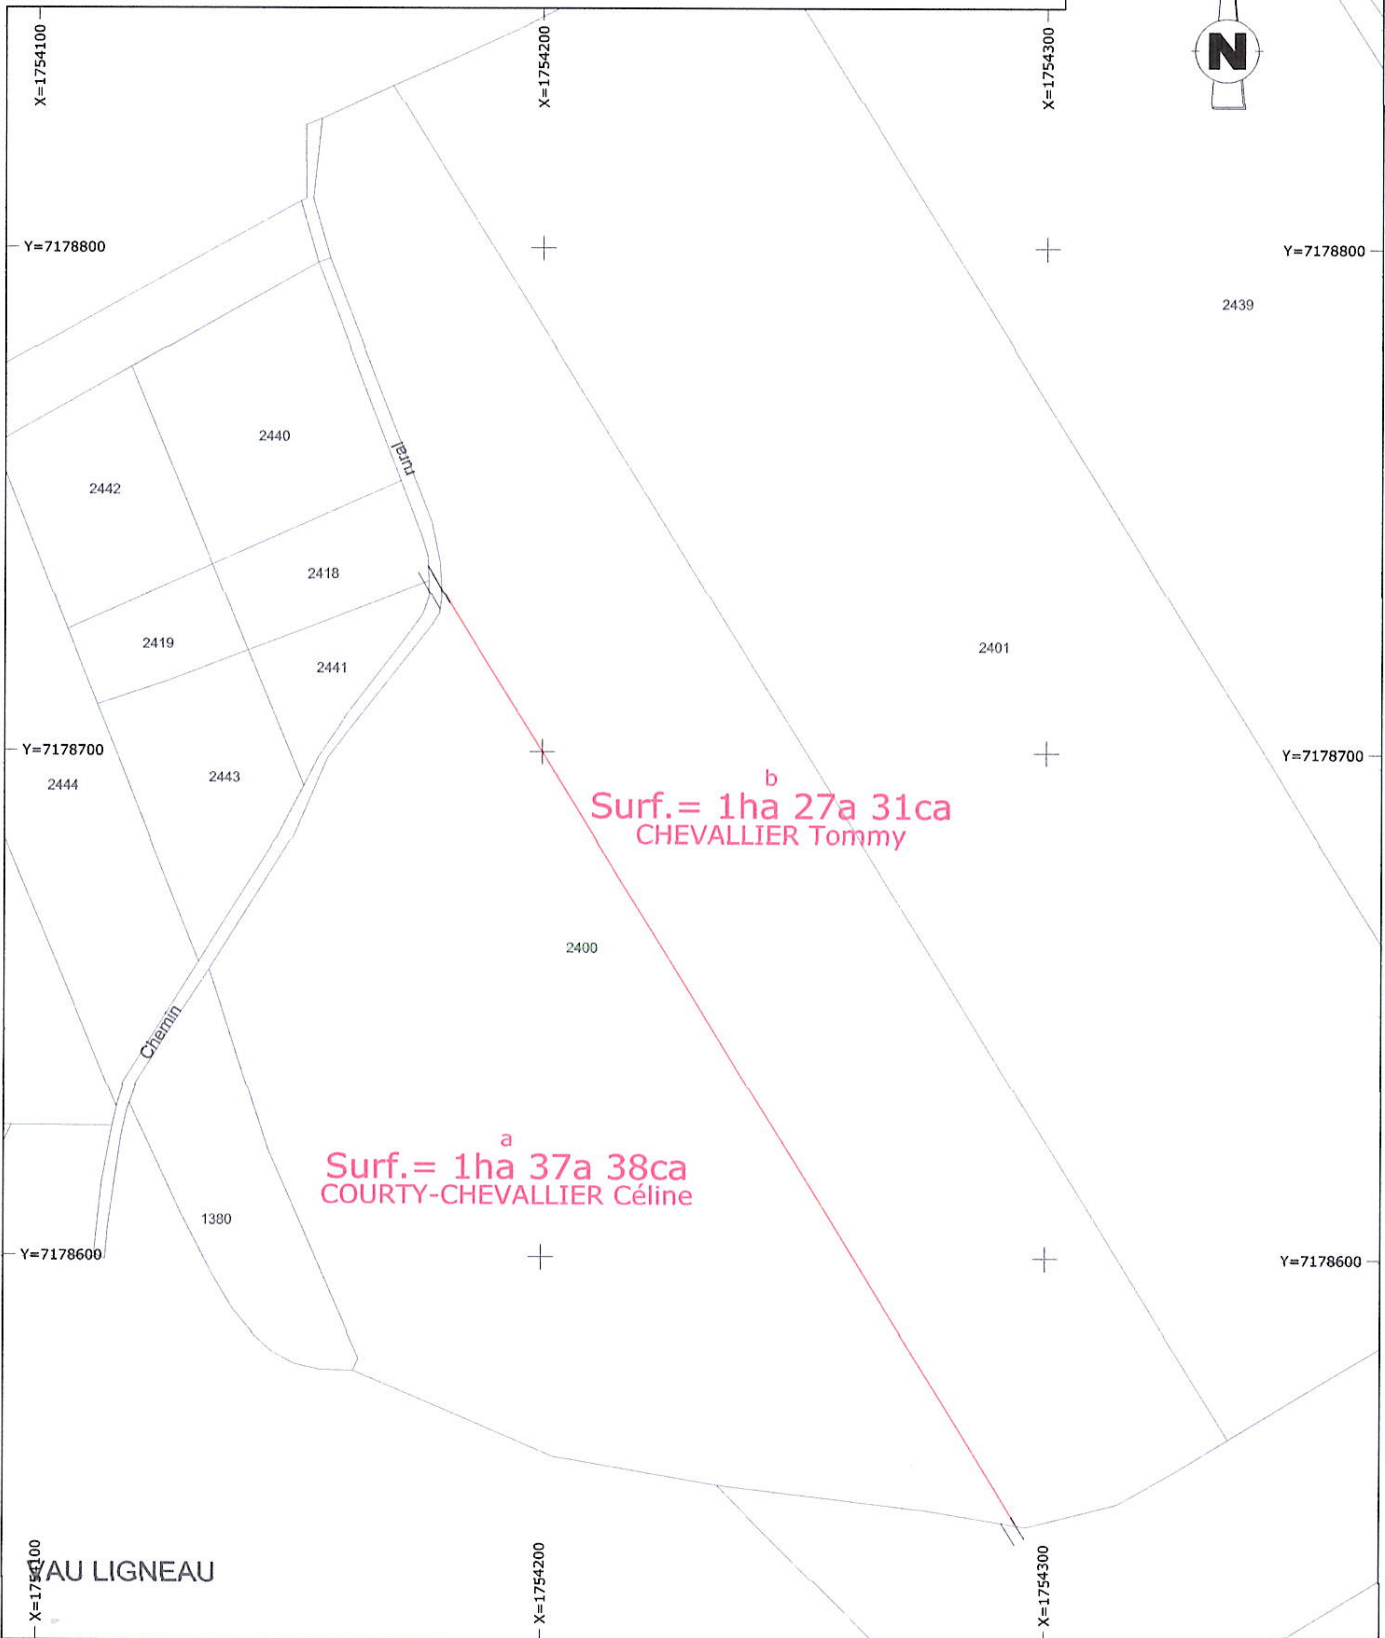 X=1754100
X=1754200
X=1754300
N
Y=7178800
Y=7178800
2439
2440
rural
2442
2418
2419
2441
2401
Y=7178700
Y=7178700
2444
2443
b
Surf.= 1ha 27a 31ca
CHEVALLIER Tommy
2400
Chemin
a
Surf.= 1ha 37a 38ca
COURTY-CHEVALLIER Céline
1380
Y=7178600
Y=7178600
VAU LIGNEAU
X=1754100
X=1754200
X=1754300